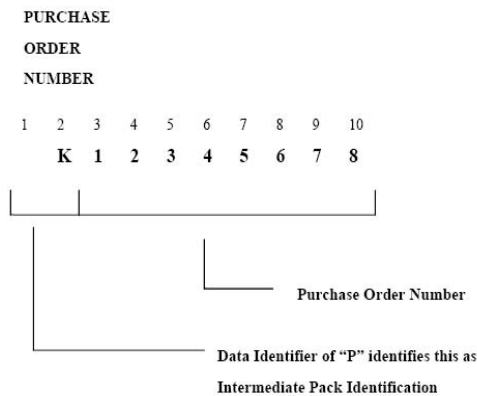 PURCHASE
ORDER
NUMBER
1 2 3 4 5 6 7 8 9 10
K 1 2 3 4 5 6 7 8
Purchase Order Number
Data Identifier of “P” identifies this as
Intermediate Pack Identification